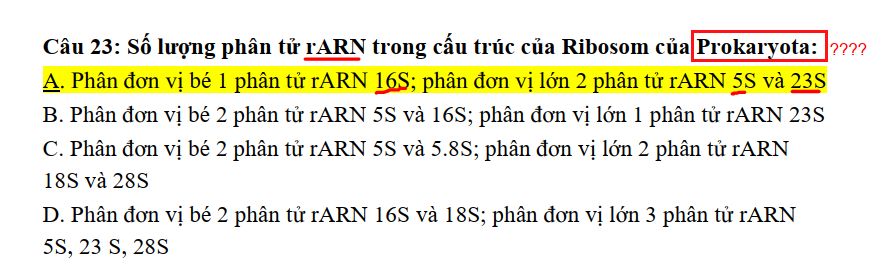 Câu 23: Số lượng phân tử rARN trong cấu trúc của Ribosom của Prokaryota: ????
A. Phân đơn vị bé 1 phân tử rARN 16S; phân đơn vị lớn 2 phân tử rARN 5S và 23S
B. Phân đơn vị bé 2 phân tử rARN 5S và 16S; phân đơn vị lớn 1 phân tử rARN 23S
C. Phân đơn vị bé 2 phân tử rARN 5S và 5.8S; phân đơn vị lớn 2 phân tử rARN
18S và 28S
D. Phân đơn vị bé 2 phân tử rARN 16S và 18S; phân đơn vị lớn 3 phân tử rARN
5S, 23 S, 28S